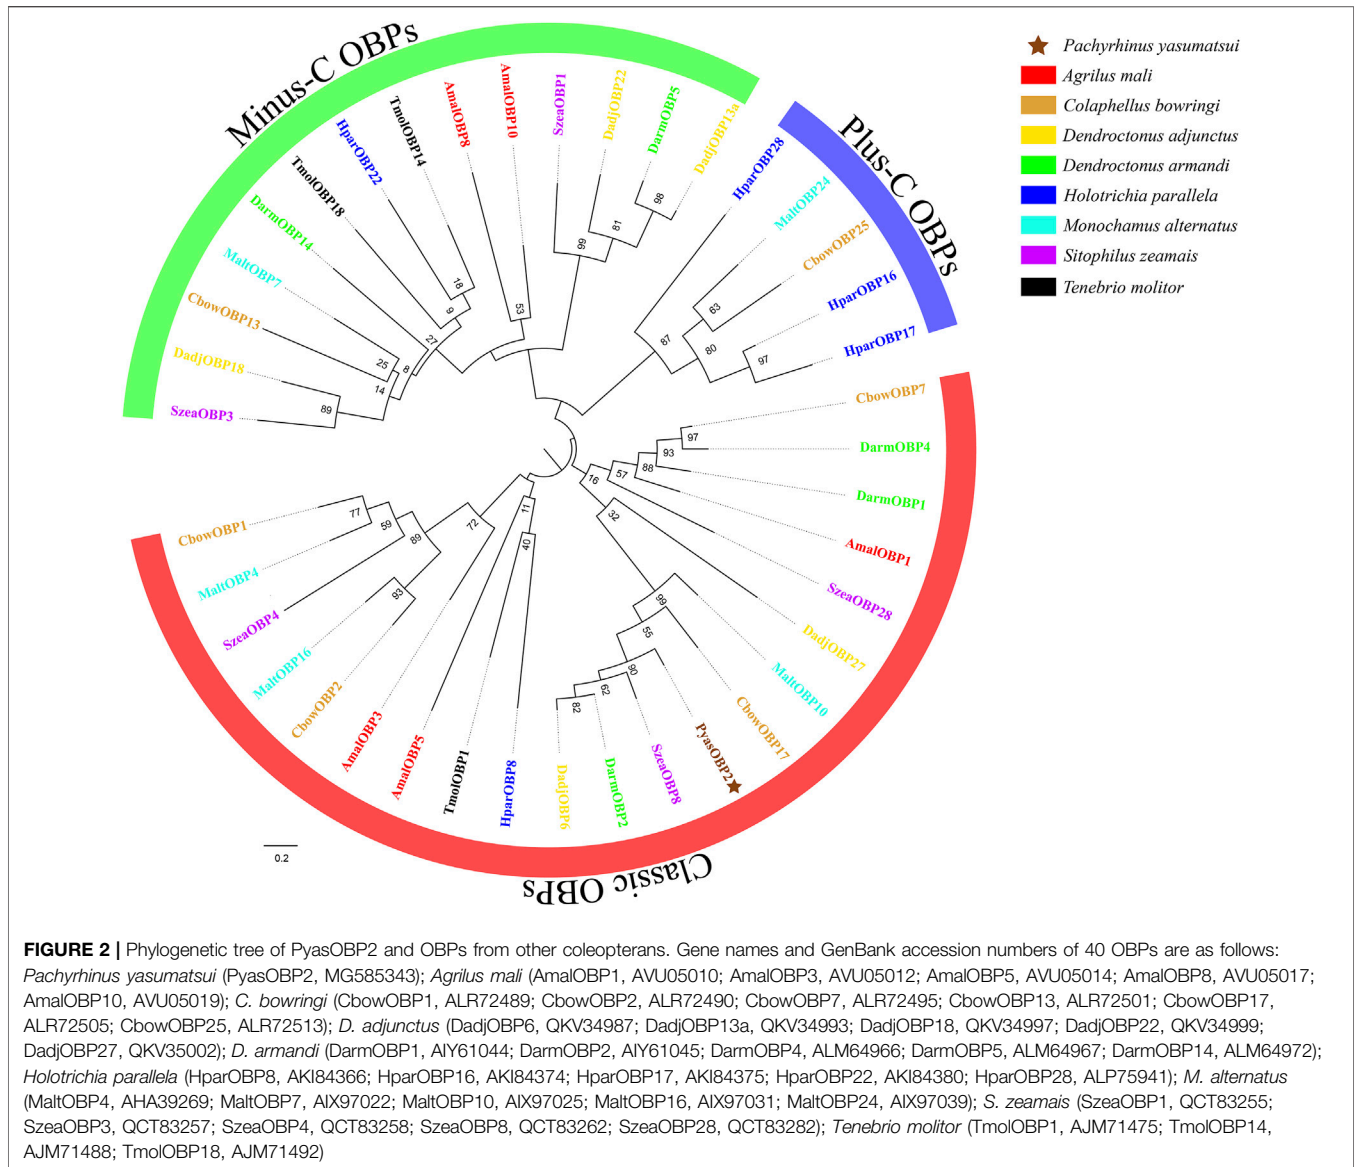 Minus-C OBPs
Plus-C OBPs
Classic OBPs
SzeaOBP3
DadjOBP18
CbowOBP13
MaltOBP7
DarmOBP14
TmolOBP18
HparOBP22
TmolOBP14
AmalOBP8
AmalOBP10
SzeaOBP1
DadjOBP22
DarmOBP5
DadjOBP13a
HparOBP28
MaltOBP24
CbowOBP25
HparOBP16
HparOBP17
CbowOBP7
DarmOBP4
DarmOBP1
AmalOBP1
SzeaOBP28
DadjOBP27
MaltOBP10
CbowOBP17
PyasOBP2
SzeaOBP8
DarmOBP2
DadjOBP6
HparOBP8
TmolOBP1
AmalOBP5
AmalOBP3
CbowOBP2
MaltOBP16
SzeaOBP4
MaltOBP4
CbowOBP1
89
14
25
8
27
9
18
53
99
81
98
87
63
80
97
97
93
88
57
16
32
99
55
90
62
82
40
11
72
93
89
59
77
0.2
Pachyrhinus yasumatsui
Agrilus mali
Colaphellus bowringi
Dendroctonus adjunctus
Dendroctonus armandi
Holotrichia parallela
Monochamus alternatus
Sitophilus zeamais
Tenebrio molitor
FIGURE 2 | Phylogenetic tree of PyasOBP2 and OBPs from other coleopterans. Gene names and GenBank accession numbers of 40 OBPs are as follows:
Pachyrhinus yasumatsui (PyasOBP2, MG585343); Agrilus mali (AmalOBP1, AVU05010; AmalOBP3, AVU05012; AmalOBP5, AVU05014; AmalOBP8, AVU05017;
AmalOBP10, AVU05019); C. bowringi (CbowOBP1, ALR72489; CbowOBP2, ALR72490; CbowOBP7, ALR72495; CbowOBP13, ALR72501; CbowOBP17,
ALR72505; CbowOBP25, ALR72513); D. adjunctus (DadjOBP6, QKV34987; DadjOBP13a, QKV34993; DadjOBP18, QKV34997; DadjOBP22, QKV34999;
DadjOBP27, QKV35002); D. armandi (DarmOBP1, AIY61044; DarmOBP2, AIY61045; DarmOBP4, ALM64966; DarmOBP5, ALM64967; DarmOBP14, ALM64972);
Holotrichia parallela (HparOBP8, AKI84366; HparOBP16, AKI84374; HparOBP17, AKI84375; HparOBP22, AKI84380; HparOBP28, ALP75941); M. alternatus
(MaltOBP4, AHA39269; MaltOBP7, AIX97022; MaltOBP10, AIX97025; MaltOBP16, AIX97031; MaltOBP24, AIX97039); S. zeamais (SzeaOBP1, QCT83255;
SzeaOBP3, QCT83257; SzeaOBP4, QCT83258; SzeaOBP8, QCT83262; SzeaOBP28, QCT83282); Tenebrio molitor (TmolOBP1, AJM71475; TmolOBP14,
AJM71488; TmolOBP18, AJM71492)